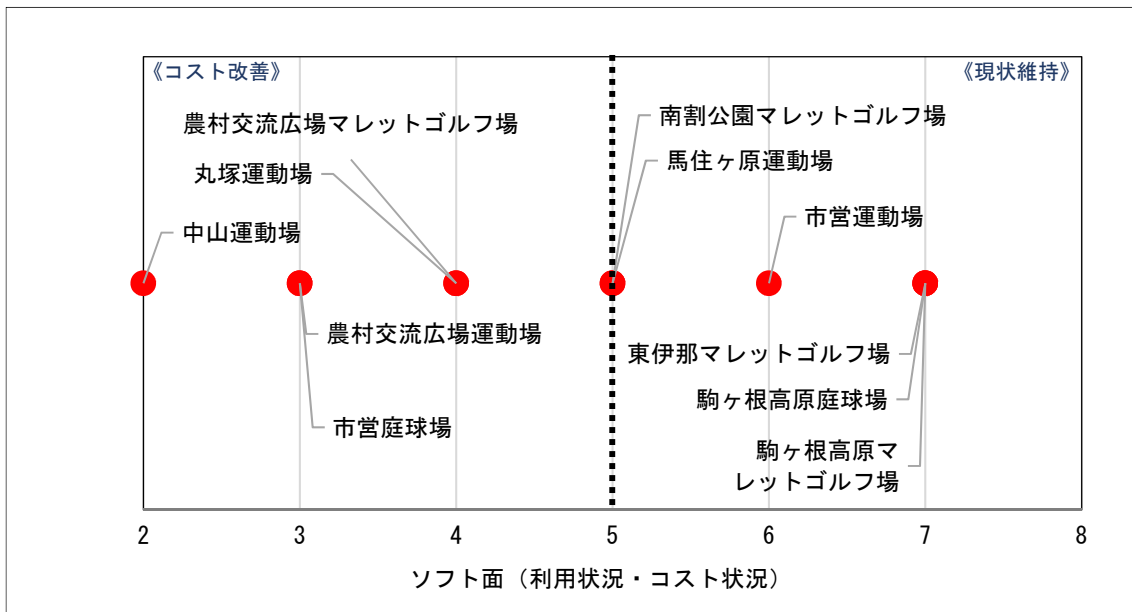 《コスト改善》
《現状維持》
農村交流広場マレットゴルフ場
南割公園マレットゴルフ場
丸塚運動場
馬住ヶ原運動場
中山運動場
市営運動場
農村交流広場運動場
東伊那マレットゴルフ場
市営庭球場
駒ヶ根高原庭球場
駒ヶ根高原マ
レットゴルフ場
2 3 4 5 6 7 8
ソフト面（利用状況・コスト状況）